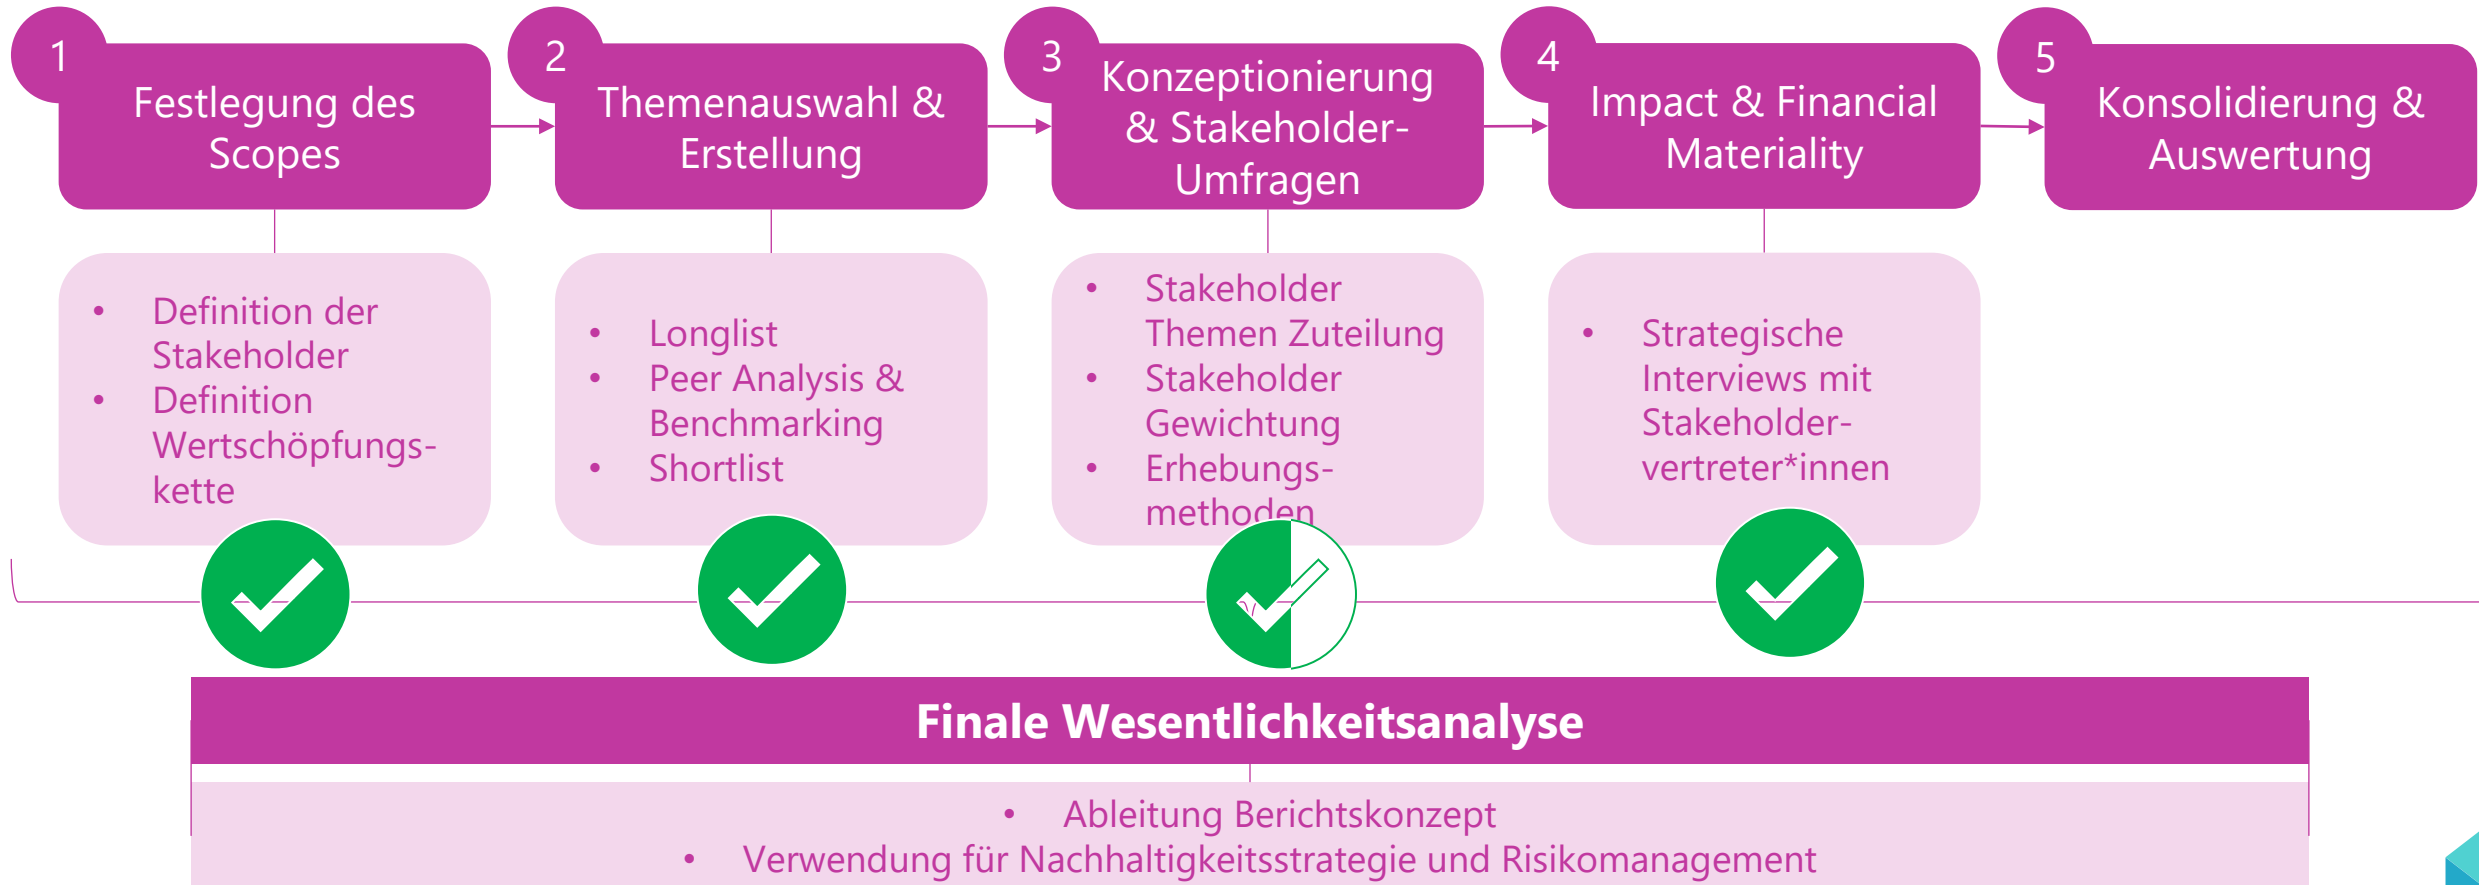 1
Festlegung des
Scopes
2
Themenauswahl &
Erstellung
3
Konzeptionierung
& Stakeholder-
Umfragen
4
Impact & Financial
Materiality
5
Konsolidierung &
Auswertung
• Definition der
Stakeholder
• Definition
Wertschöpfungs-
kette
• Longlist
• Peer Analysis &
Benchmarking
• Shortlist
• Stakeholder
Themen Zuteilung
• Stakeholder
Gewichtung
• Erhebungs-
methoden
• Strategische
Interviews mit
Stakeholder-
vertreter*innen
Finale Wesentlichkeitsanalyse
• Ableitung Berichtskonzept
• Verwendung für Nachhaltigkeitsstrategie und Risikomanagement